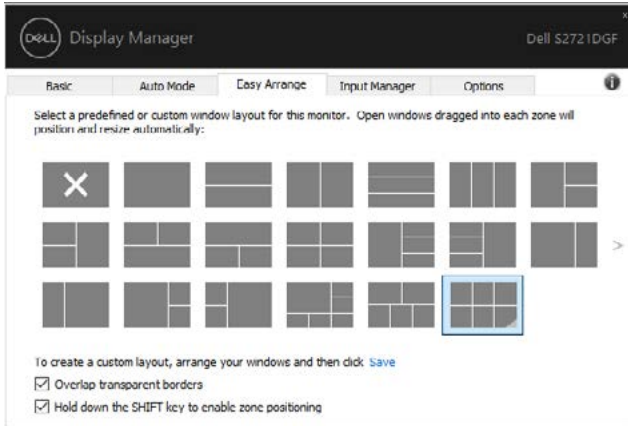 DELL Display Manager
Dell S2721DGF
Basic
Auto Mode
Easy Arrange
Input Manager
Options
Select a predefined or custom window layout for this monitor. Open windows dragged into each zone will
position and resize automatically:
To create a custom layout, arrange your windows and then click Save
Overlap transparent borders
Hold down the SHIFT key to enable zone positioning